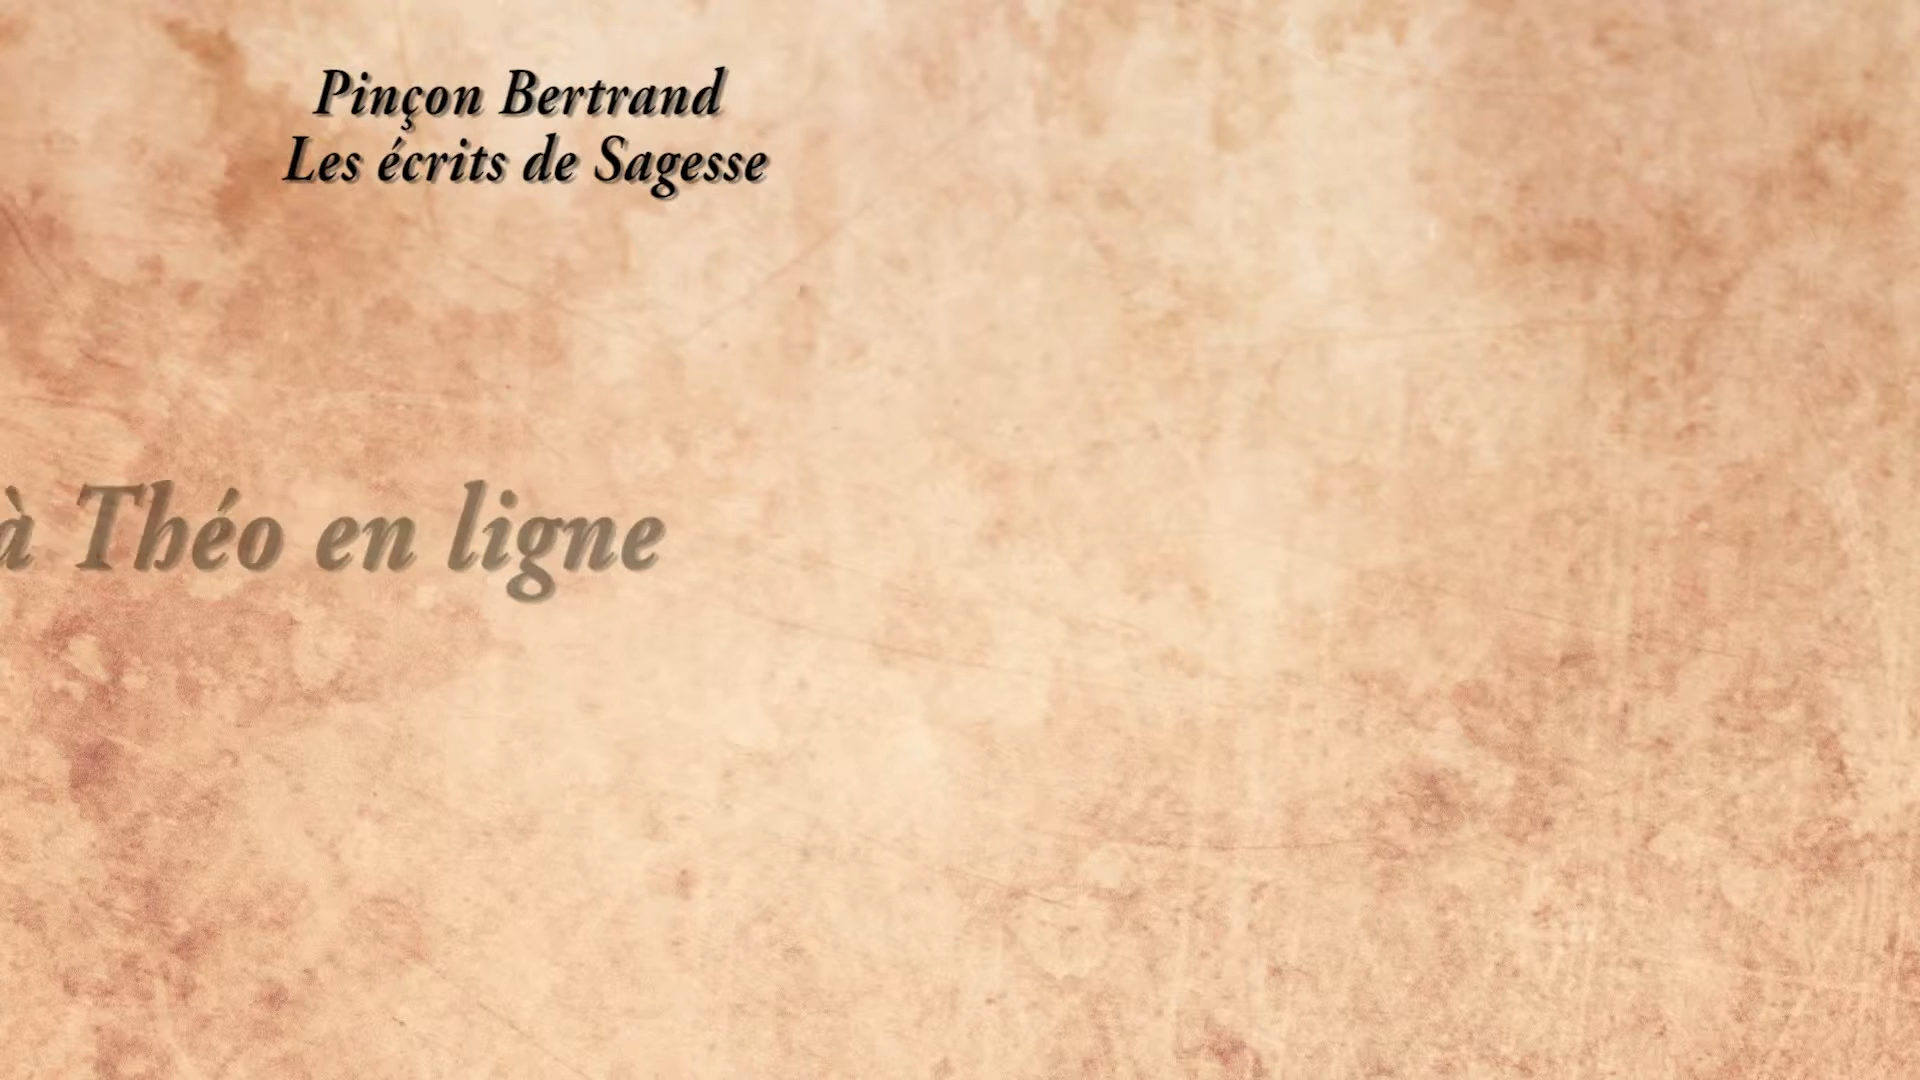 Pinçon Bertrand
Les écrits de Sagesse
à Théo en ligne